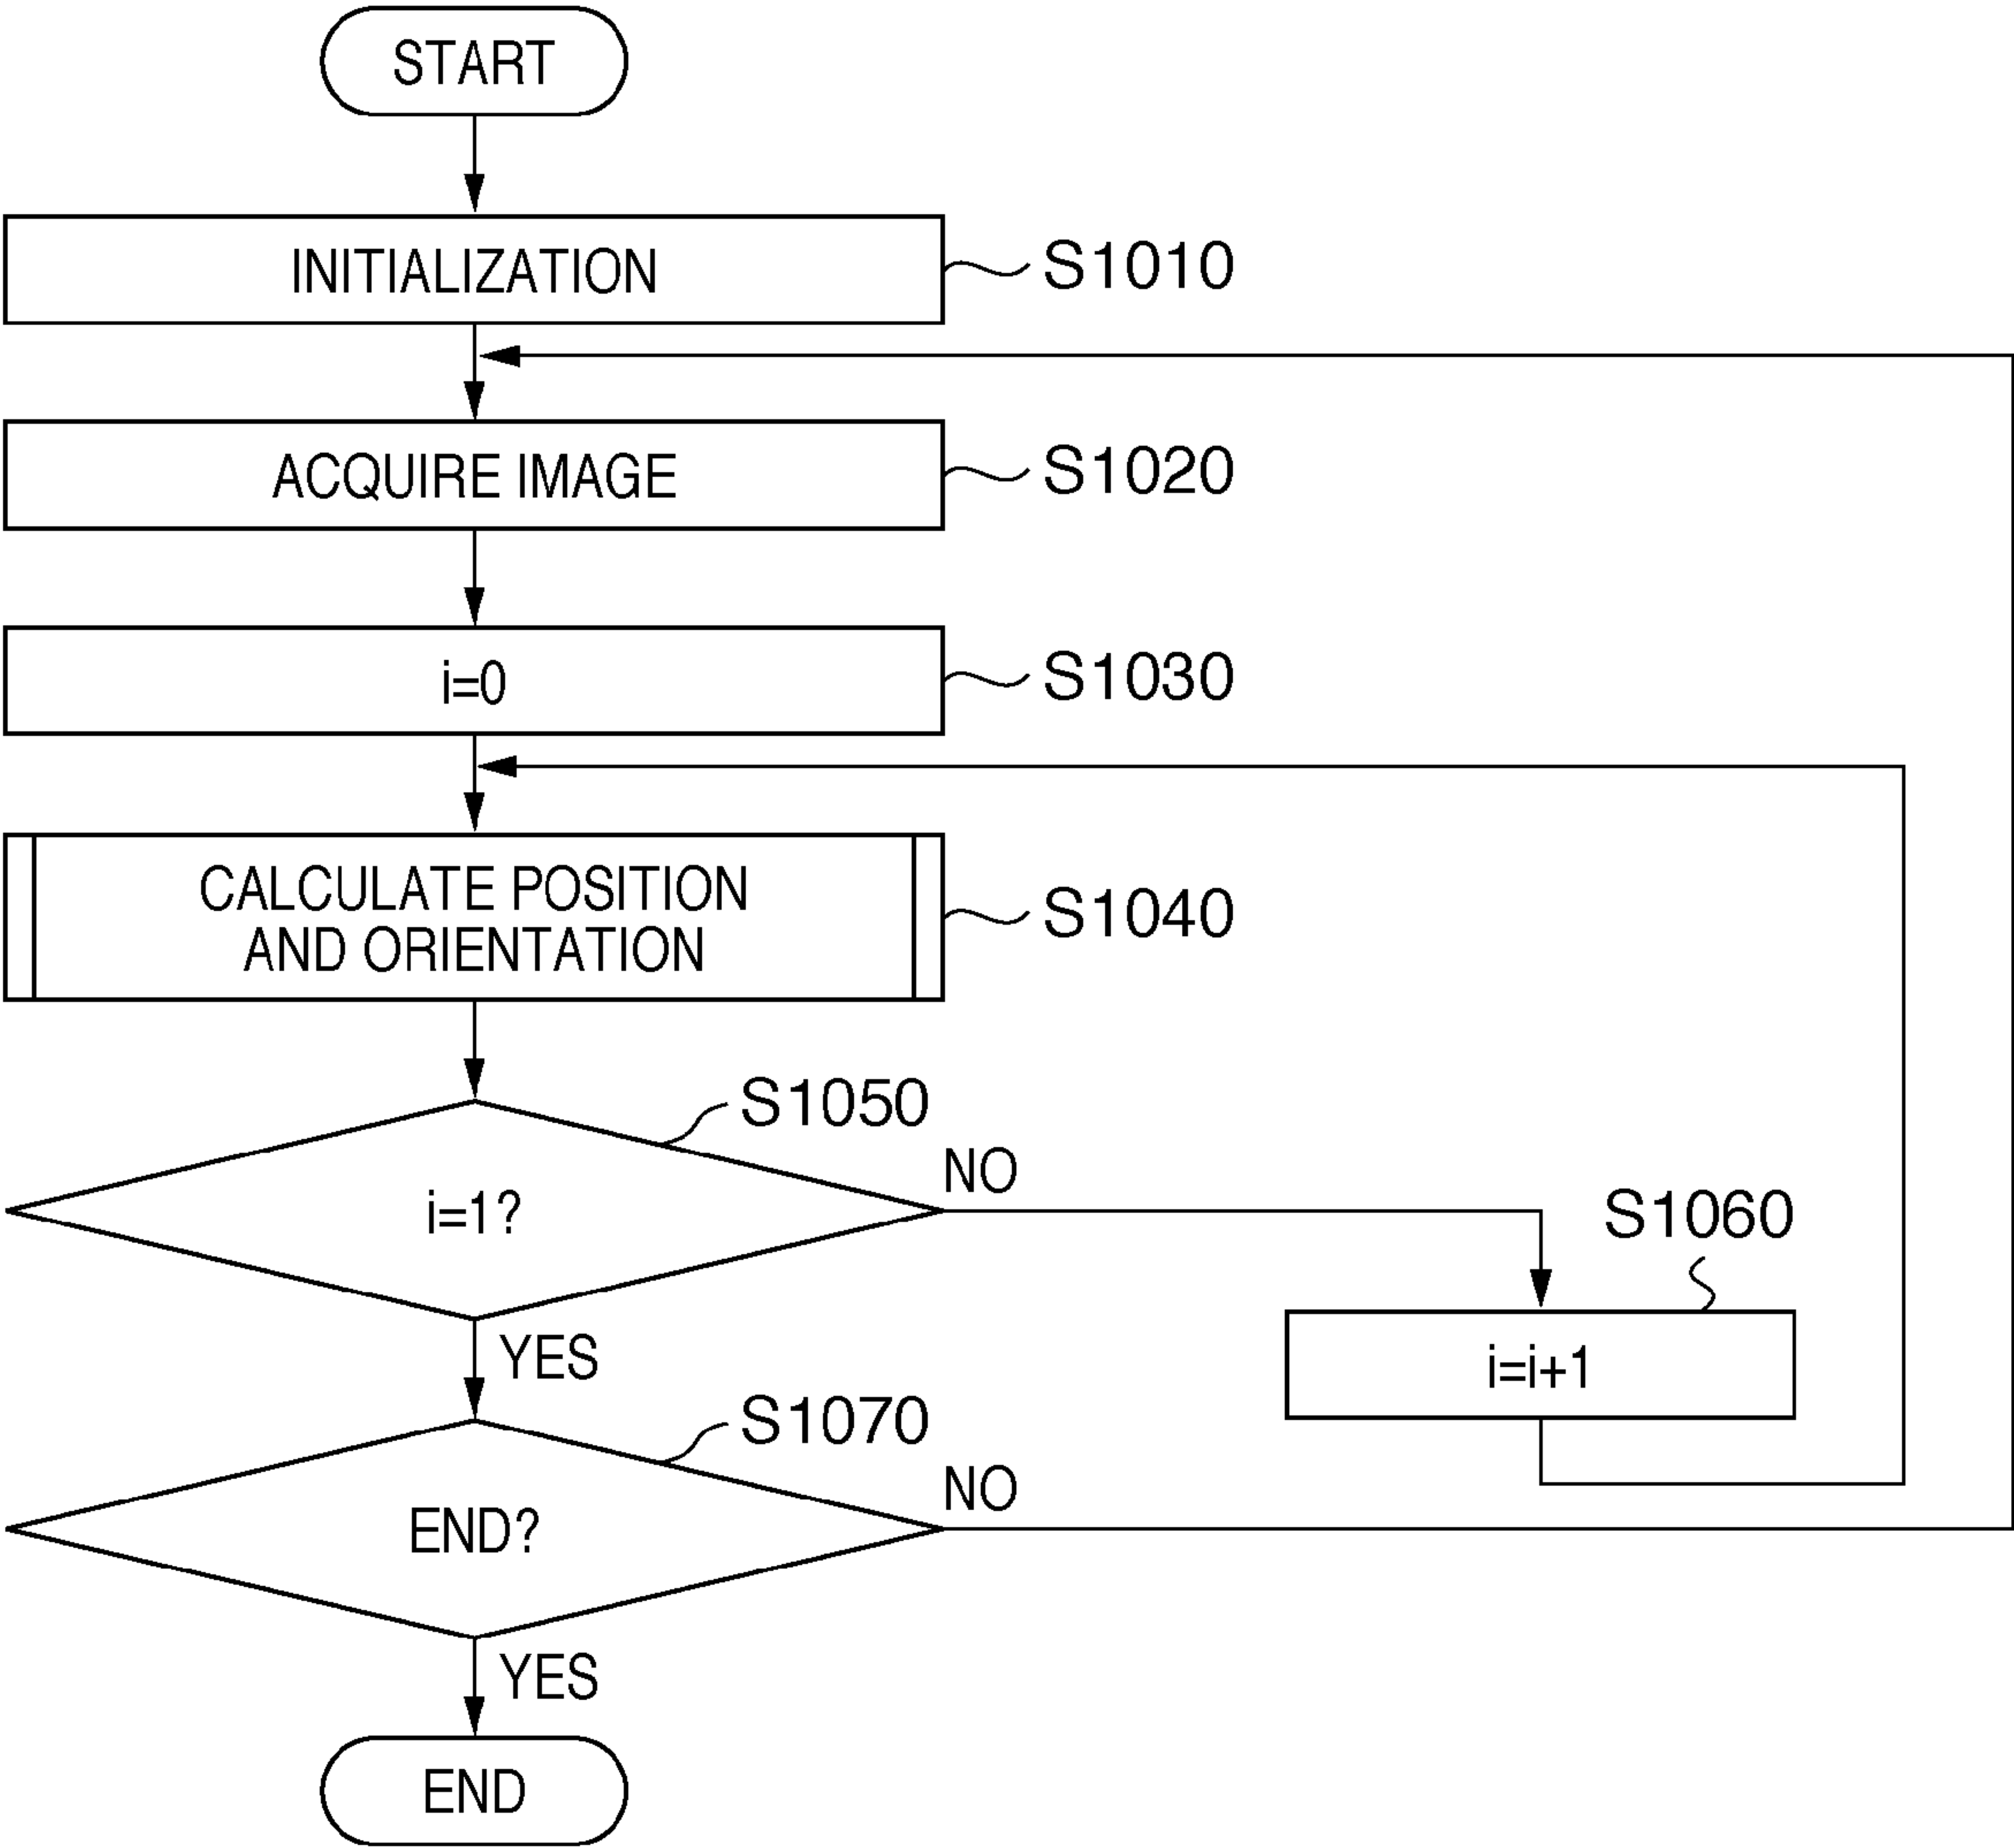 START
INITIALIZATION
S1010
ACQUIRE IMAGE
S1020
i=0
S1030
CALCULATE POSITION
AND ORIENTATION
S1040
S1050
i=1?
NO
S1060
i=i+1
YES
S1070
END?
NO
YES
END